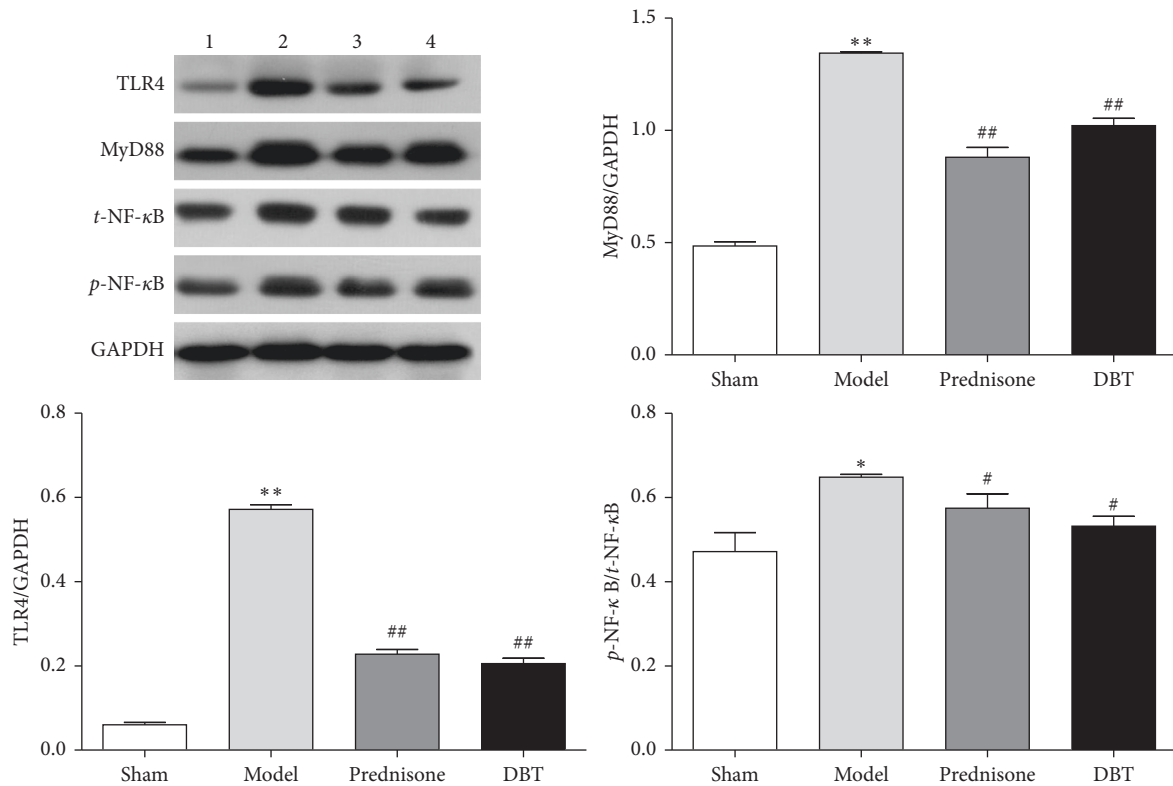 1 2 3 4
TLR4
MyD88
t-NF-κB
p-NF-κB
GAPDH
1.5
1.0
0.5
0.0
MyD88/GAPDH
**
##
##
Sham Model Prednisone DBT
0.8
0.6
0.4
0.2
0.0
TLR4/GAPDH
**
##
##
Sham Model Prednisone DBT
0.8
0.6
0.4
0.2
0.0
p-NF-κ B/t-NF-κB
*
#
#
Sham Model Prednisone DBT